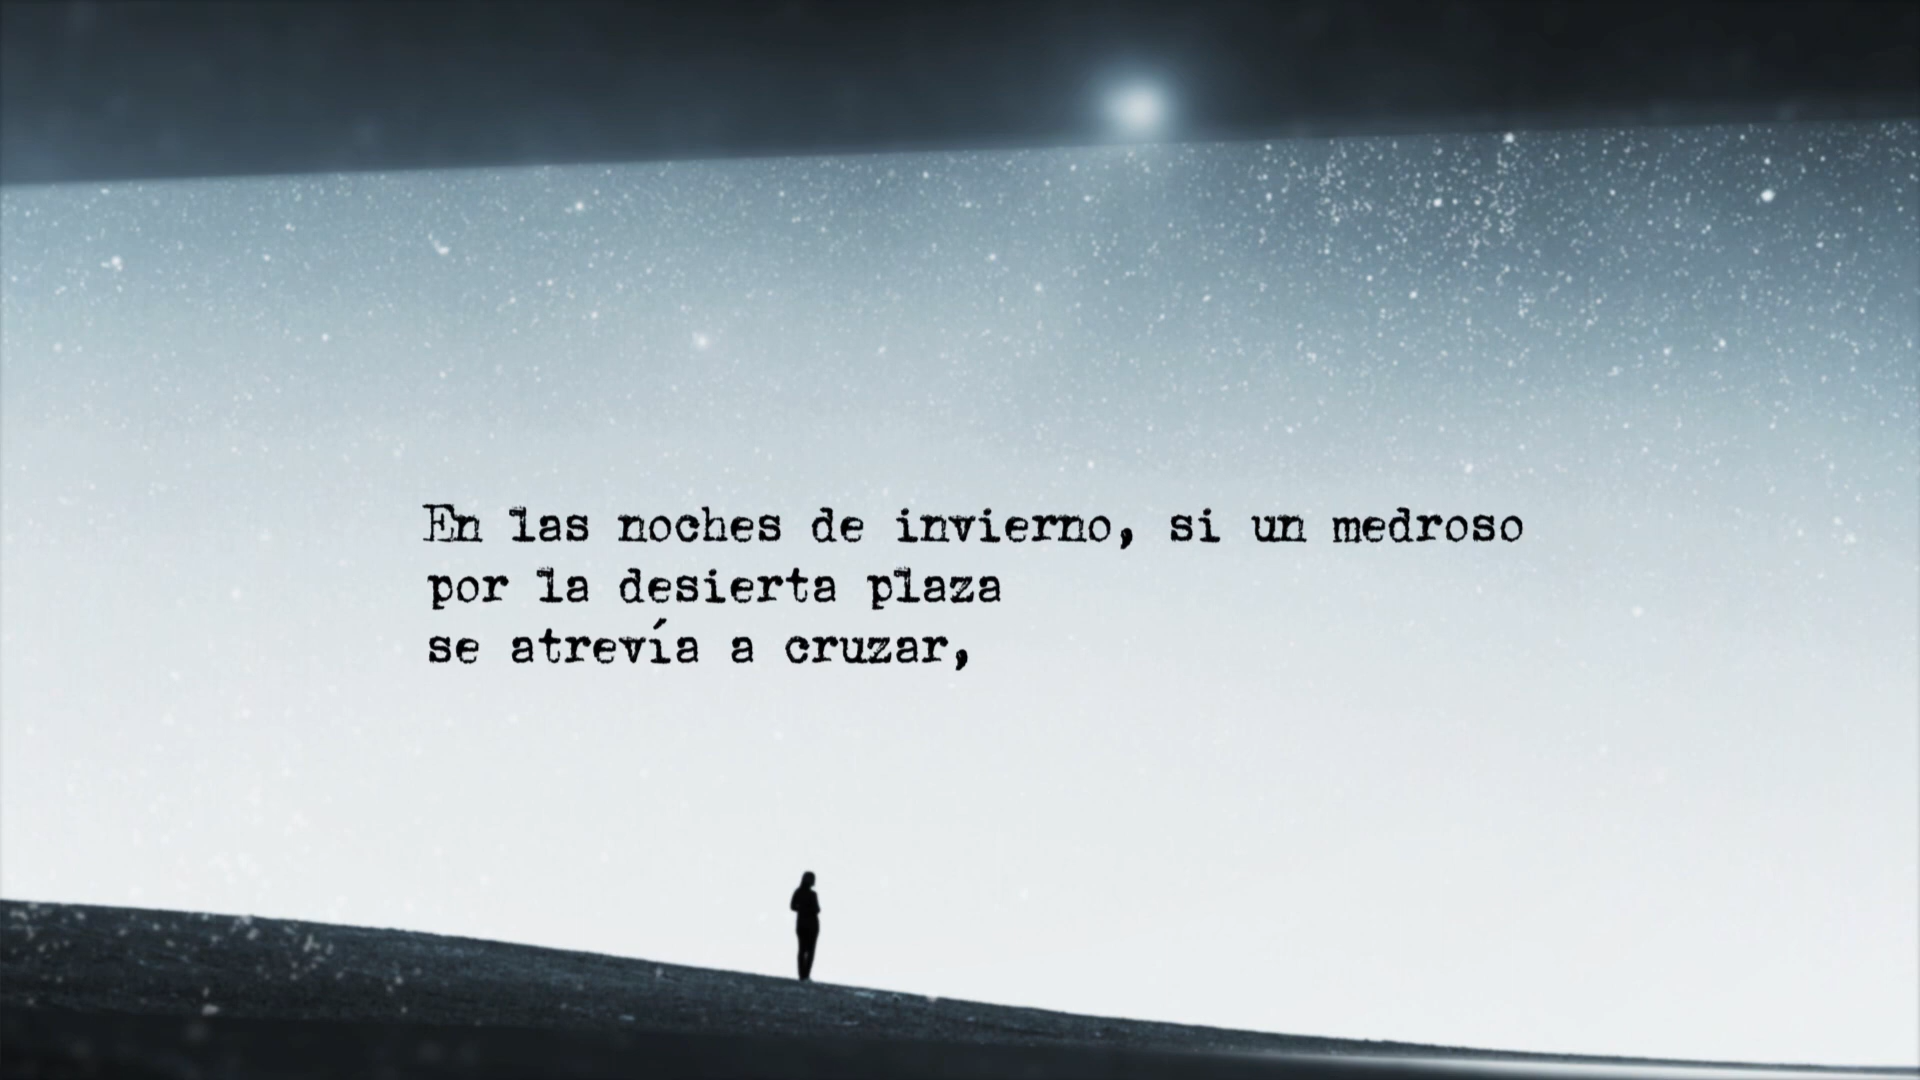 En las noches de invierno, si un medroso
por la desierta plaza
se atrevía a cruzar,